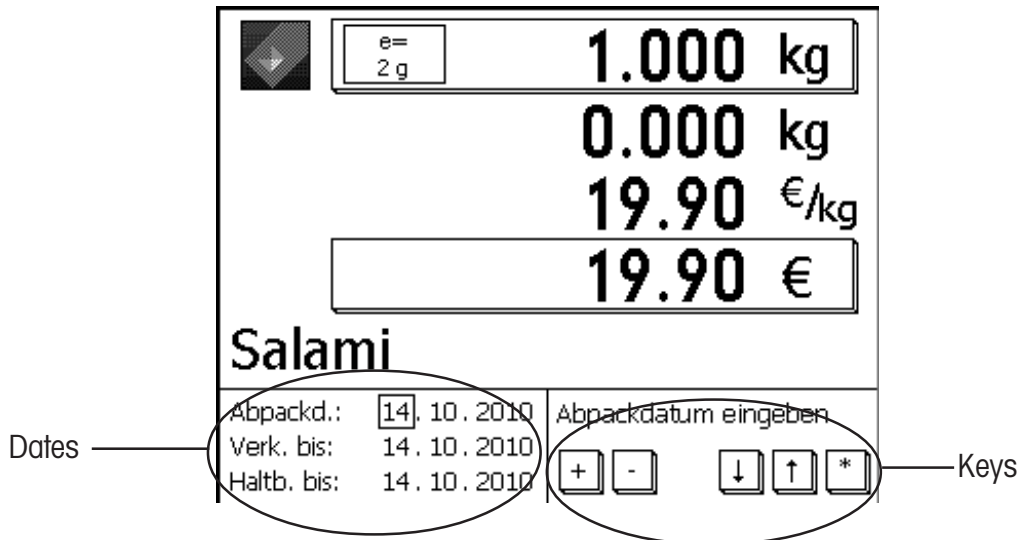 e=
2 g
1.000 kg
0.000 kg
19.90 €/kg
19.90 €
Salami
Abpackd.: 14. 10. 2010
Verk. bis: 14. 10. 2010
Haltb. bis: 14. 10. 2010
Abpackdatum eingeben
+ - ↓ ↑ *
Dates
Keys